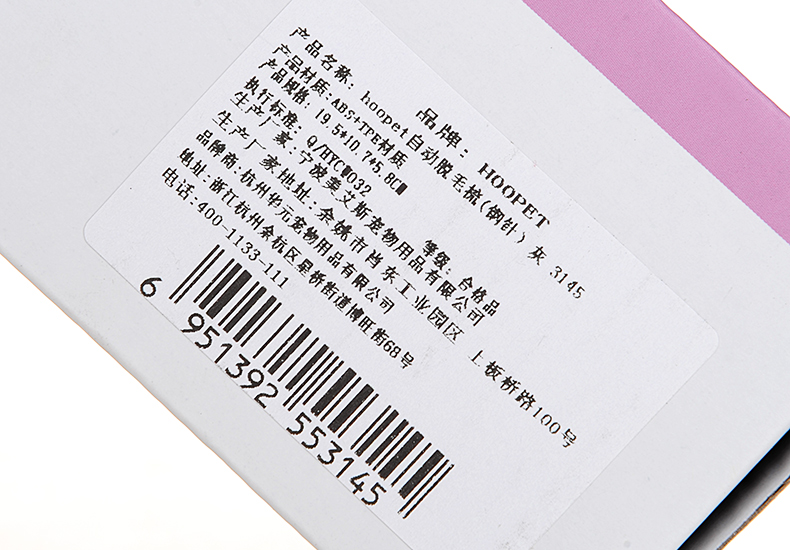 品牌: HOOPET
产品名称: hoopet自动脱毛梳(钢针) 灰 3145
产品材质:ABS+TPE材质
产品规格: 19.5*10.7*5.8CM
执行标准: Q/HYCW032 等级: 合格品
生产厂家: 宁波美艾斯宠物用品有限公司
生产厂家地址: 余姚市肖东工业园区 上板桥路100号
品牌商: 杭州华元宠物用品有限公司
地址: 浙江杭州余杭区星桥街道博旺街68号
电话:400-1133-111
6 951392 553145